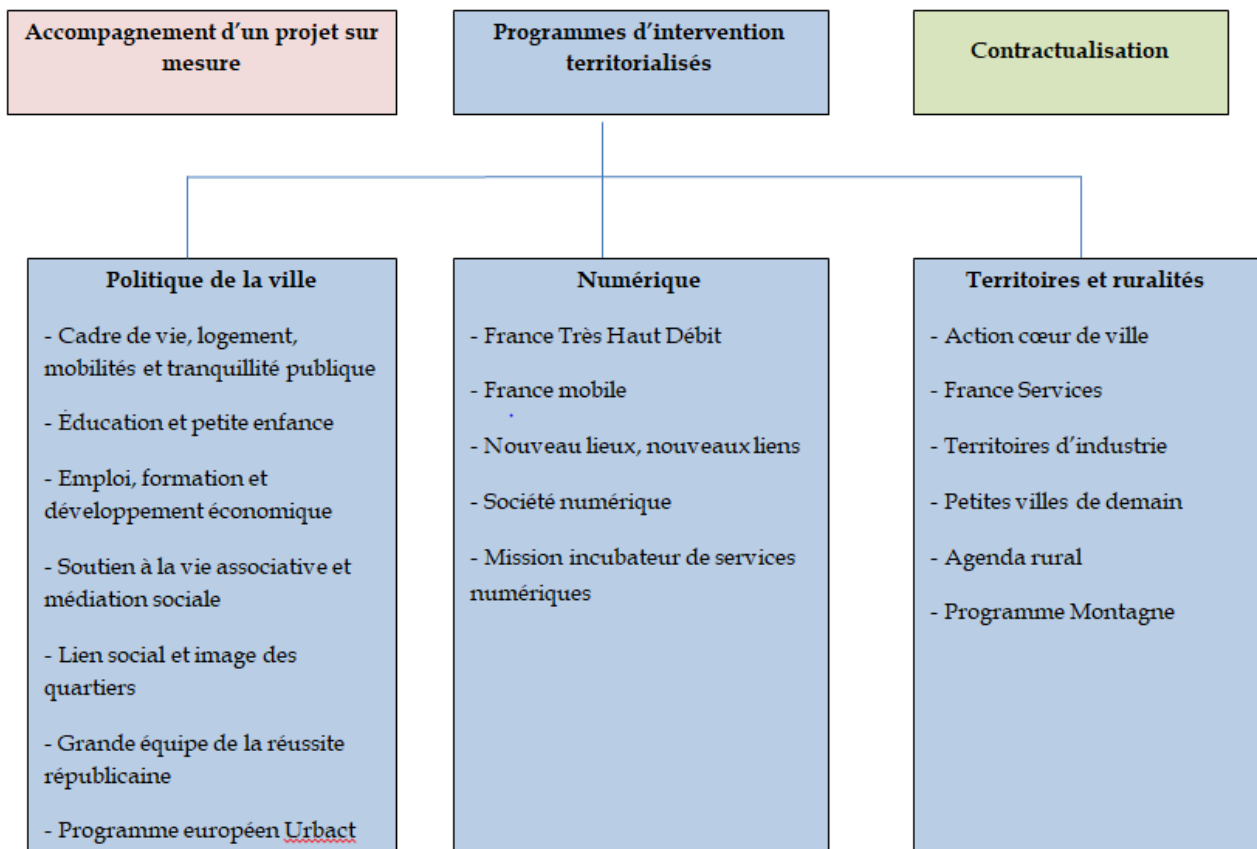 Accompagnement d’un projet sur
mesure
Programmes d’intervention
territorialisés
Contractualisation
Politique de la ville
- Cadre de vie, logement,
mobilités et tranquillité publique
- Éducation et petite enfance
- Emploi, formation et
développement économique
- Soutien à la vie associative et
médiation sociale
- Lien social et image des
quartiers
- Grande équipe de la réussite
républicaine
- Programme européen Urbact
Numérique
- France Très Haut Débit
- France mobile
- Nouveau lieux, nouveaux liens
- Société numérique
- Mission incubateur de services
numériques
Territoires et ruralités
- Action cœur de ville
- France Services
- Territoires d’industrie
- Petites villes de demain
- Agenda rural
- Programme Montagne